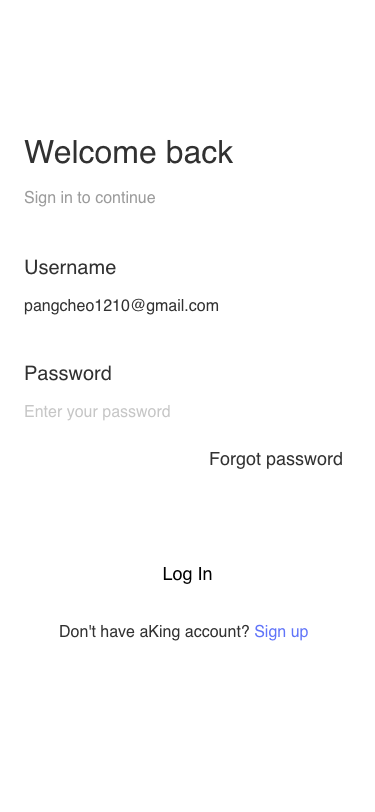 Welcome back
Sign in to continue
Username
pangcheo1210@gmail.com
Password
Enter your password
Forgot password
Log In
Don't have aKing account? Sign up